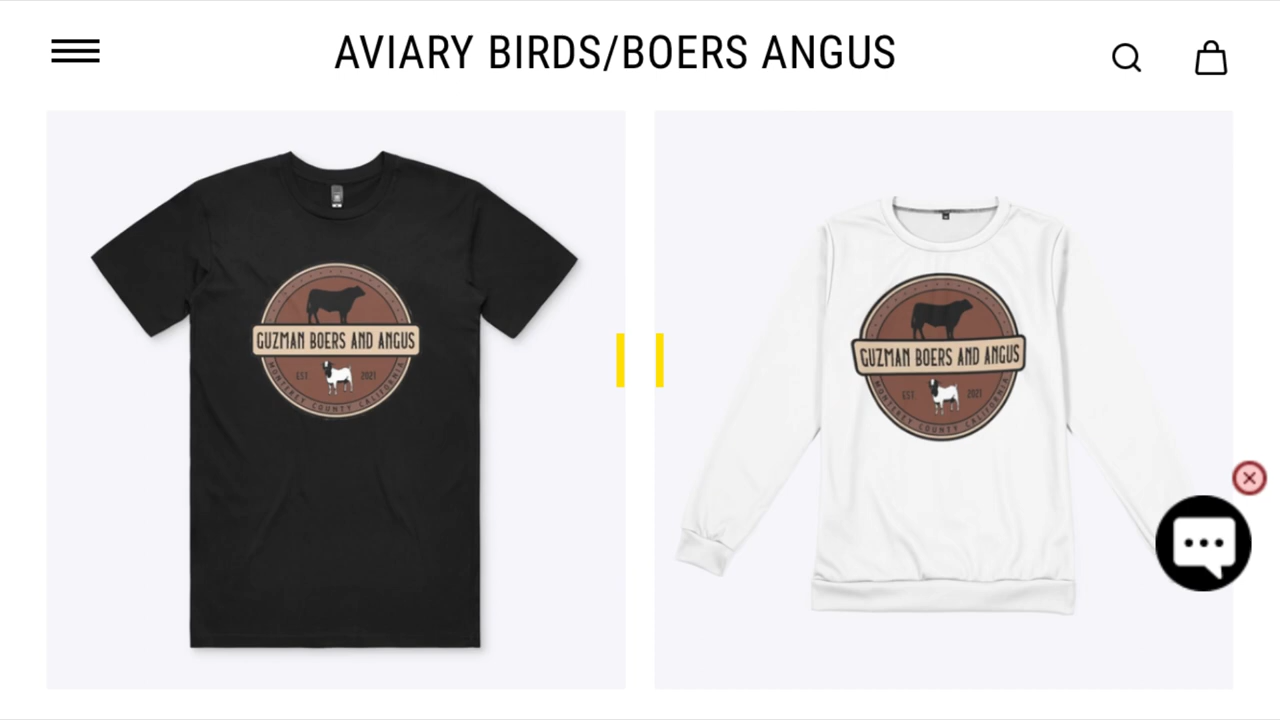 AVIARY BIRDS/BOERS ANGUS
GUZMAN BOERS AND ANGUS
EST. 2021
MONTEREY COUNTY CALIFORNIA
GUZMAN BOERS AND ANGUS
EST. 2021
MONTEREY COUNTY CALIFORNIA